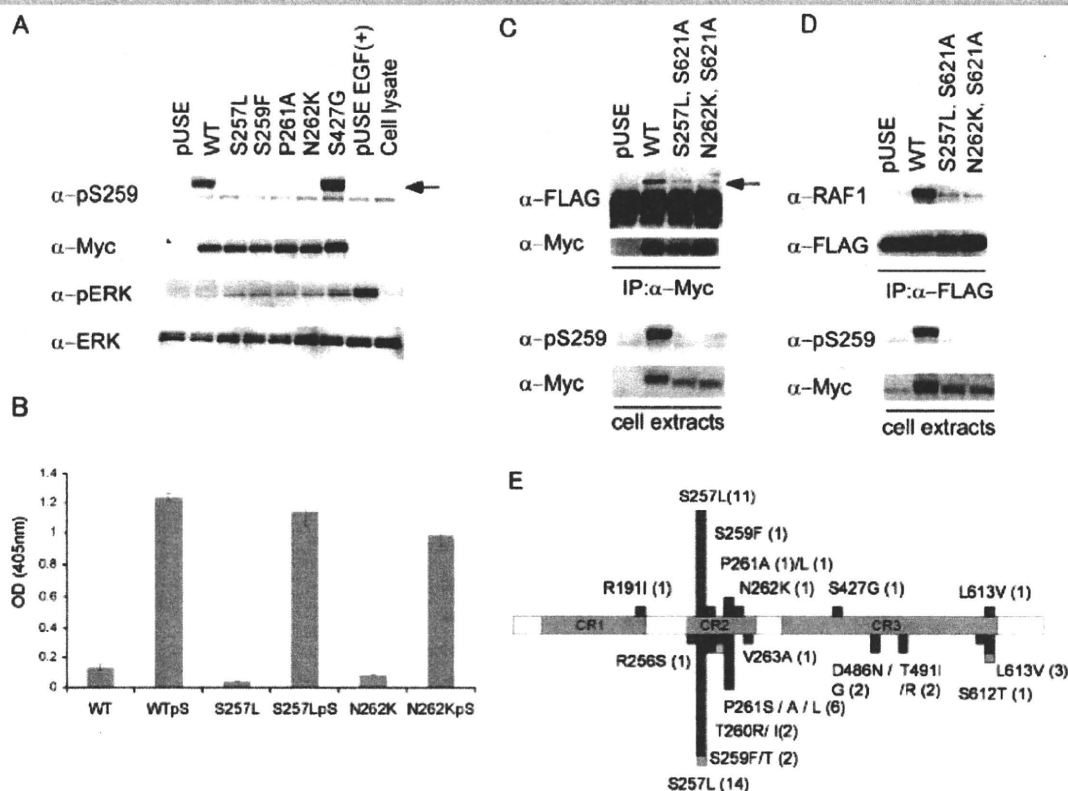 A
pUSE
WT
S257L
S259F
P261A
N262K
S427G
pUSE EGF(+)
Cell lysate
α-pS259
α-Myc
α-pERK
α-ERK
C
pUSE
WT
S257L, S621A
N262K, S621A
α-FLAG
α-Myc
IP:α-Myc
α-pS259
α-Myc
cell extracts
D
pUSE
WT
S257L, S621A
N262K, S621A
α-RAF1
α-FLAG
IP:α-FLAG
α-pS259
α-Myc
cell extracts
B
OD (405nm)
1.4
1.2
1
0.8
0.6
0.4
0.2
0
WT
WTpS
S257L
S257LpS
N262K
N262KpS
E
S257L(11)
S259F (1)
P261A (1)/L (1)
R191I (1)
N262K (1)
S427G (1)
L613V (1)
CR1
CR2
CR3
R256S (1)
V263A (1)
D486N /
G (2)
T491I
/R (2)
L613V (3)
S612T (1)
P261S / A / L (6)
T260R/ I(2)
S259F/T (2)
S257L (14)